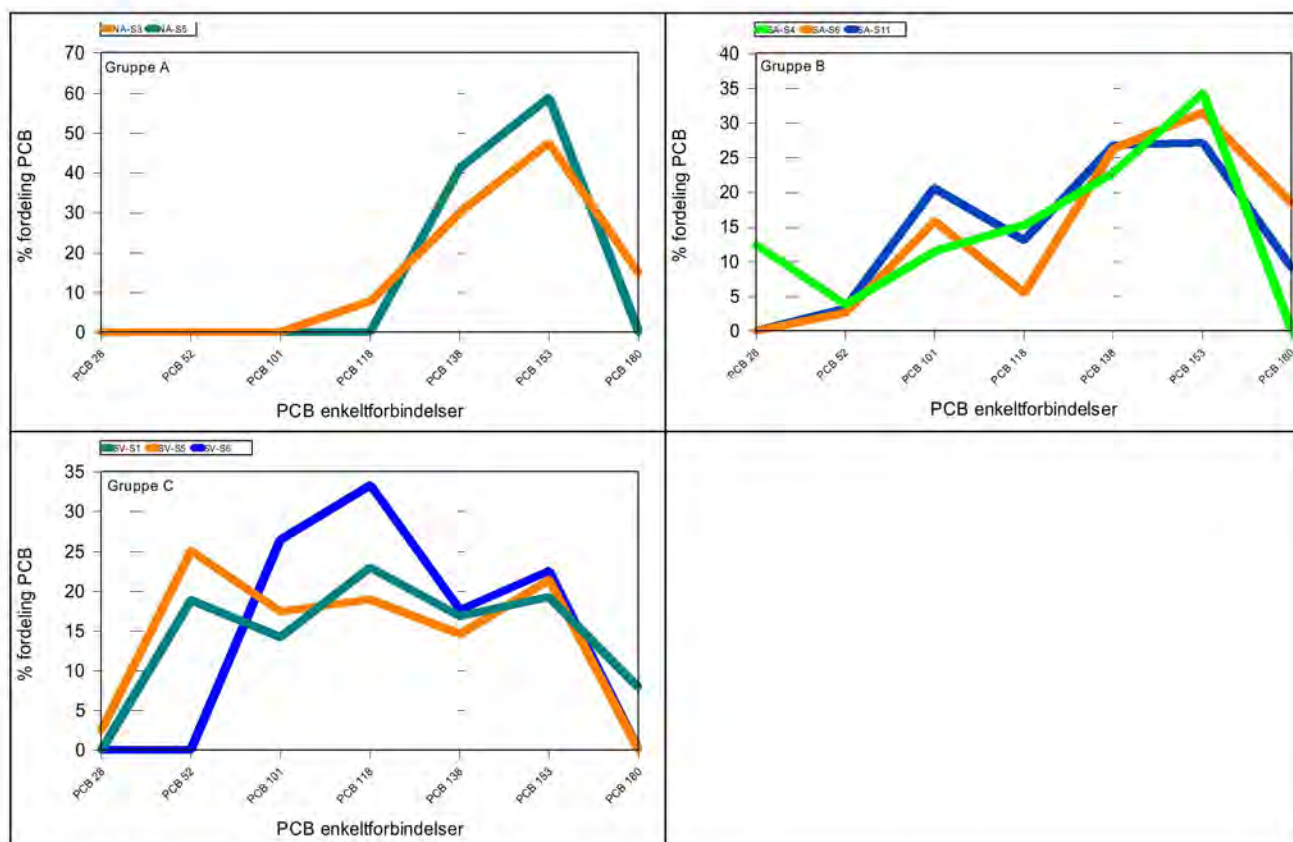 NA-S3 NA-S5
Gruppe A
% fordeling PCB
70
60
50
40
30
20
10
0
PCB 28
PCB 52
PCB 101
PCB 118
PCB 138
PCB 153
PCB 180
PCB enkeltforbindelser
SA-S4 SA-S6 SA-S11
Gruppe B
% fordeling PCB
40
35
30
25
20
15
10
5
0
PCB 28
PCB 52
PCB 101
PCB 118
PCB 138
PCB 153
PCB 180
PCB enkeltforbindelser
SV-S1 SV-S5 SV-S6
Gruppe C
% fordeling PCB
35
30
25
20
15
10
5
0
PCB 28
PCB 52
PCB 101
PCB 118
PCB 138
PCB 153
PCB 180
PCB enkeltforbindelser